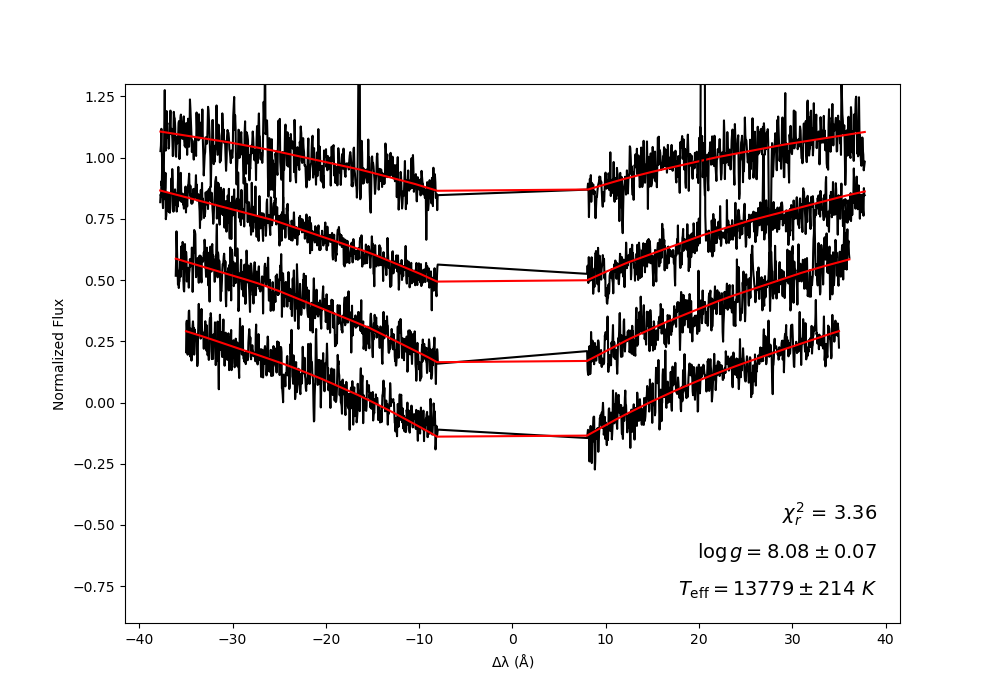 1.25
1.00
0.75
0.50
0.25
0.00
−0.25
−0.50
−0.75
Normalized Flux
χ²ᵣ = 3.36
log g = 8.08 ± 0.07
T_eff = 13779 ± 214 K
−40 −30 −20 −10 0 10 20 30 40
Δλ (Å)